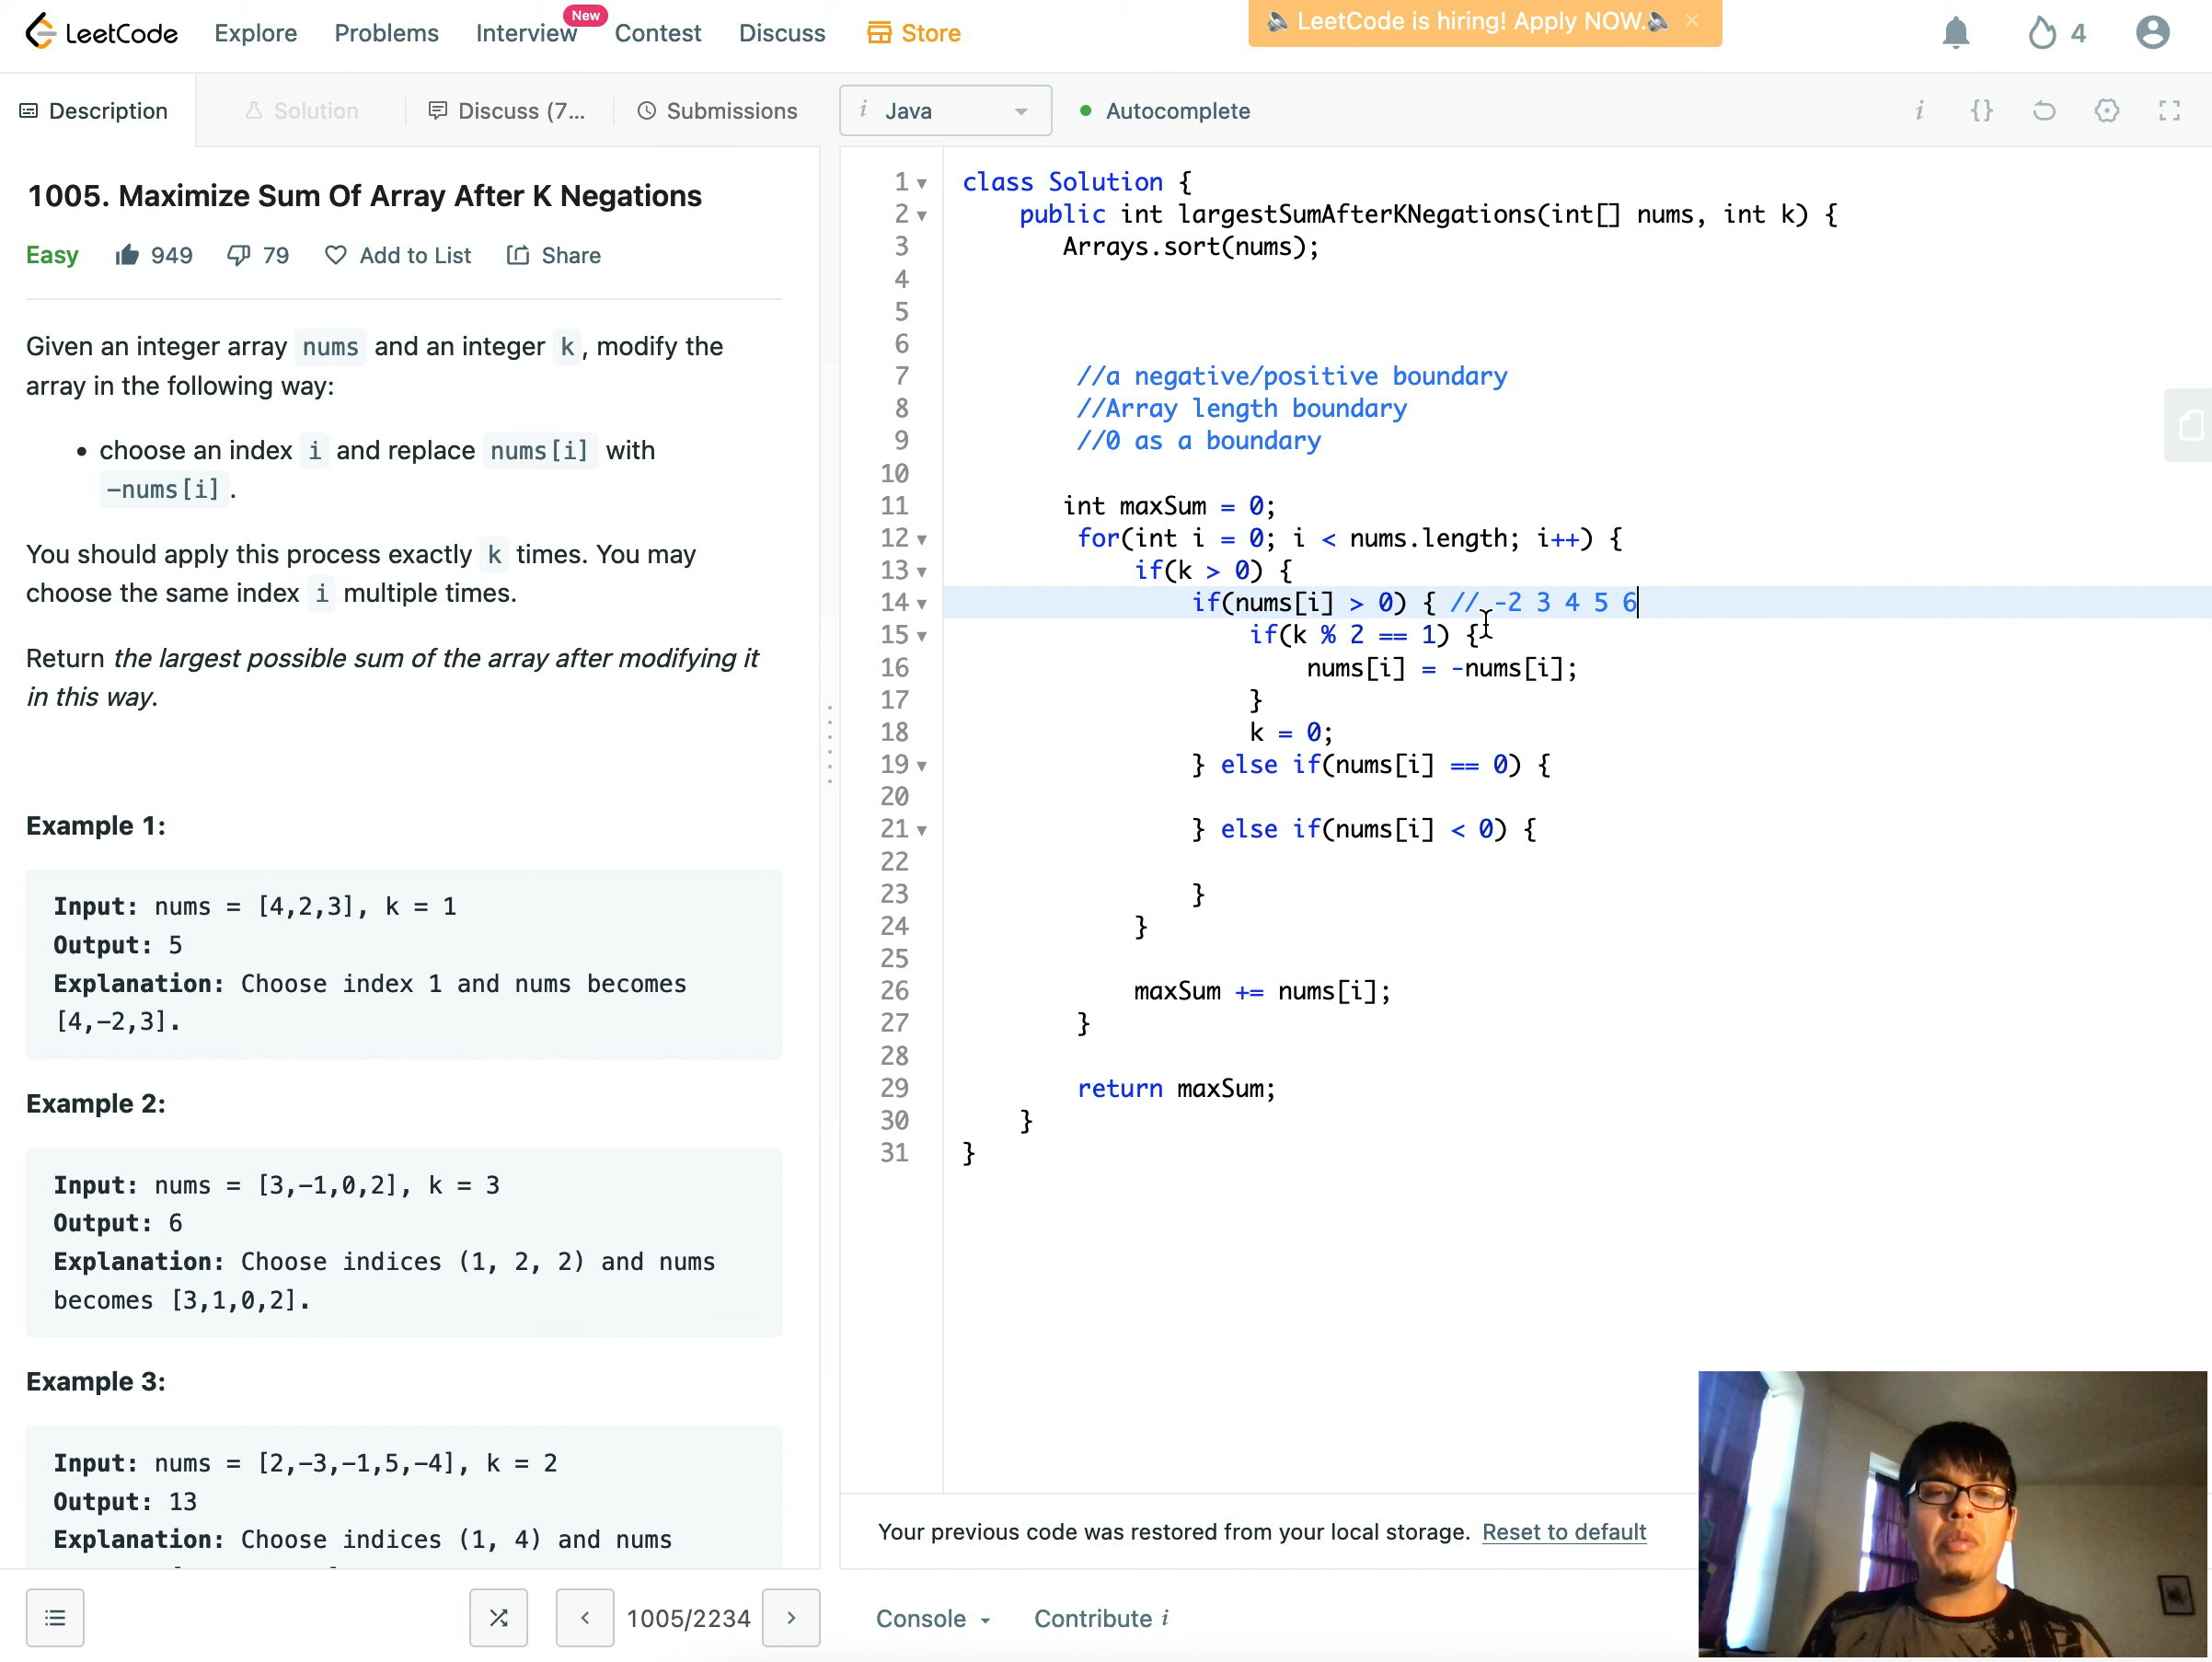 LeetCode Explore Problems Interview New Contest Discuss Store LeetCode is hiring! Apply NOW. × 4
Description Solution Discuss (7... Submissions
i Java Autocomplete i {}
1005. Maximize Sum Of Array After K Negations
Easy 949 79 Add to List Share
Given an integer array nums and an integer k , modify the
array in the following way:
• choose an index i and replace nums[i] with
-nums[i] .
You should apply this process exactly k times. You may
choose the same index i multiple times.
Return the largest possible sum of the array after modifying it
in this way.
Example 1:
Input: nums = [4,2,3], k = 1
Output: 5
Explanation: Choose index 1 and nums becomes
[4,-2,3].
Example 2:
Input: nums = [3,-1,0,2], k = 3
Output: 6
Explanation: Choose indices (1, 2, 2) and nums
becomes [3,1,0,2].
Example 3:
Input: nums = [2,-3,-1,5,-4], k = 2
Output: 13
Explanation: Choose indices (1, 4) and nums
1005/2234
1 class Solution {
2 public int largestSumAfterKNegations(int[] nums, int k) {
3 Arrays.sort(nums);
4
5
6
7 //a negative/positive boundary
8 //Array length boundary
9 //0 as a boundary
10
11 int maxSum = 0;
12 for(int i = 0; i < nums.length; i++) {
13 if(k > 0) {
14 if(nums[i] > 0) { // -2 3 4 5 6
15 if(k % 2 == 1) {
16 nums[i] = -nums[i];
17 }
18 k = 0;
19 } else if(nums[i] == 0) {
20
21 } else if(nums[i] < 0) {
22
23 }
24 }
25
26 maxSum += nums[i];
27 }
28
29 return maxSum;
30 }
31 }
Your previous code was restored from your local storage. Reset to default
Console Contribute i